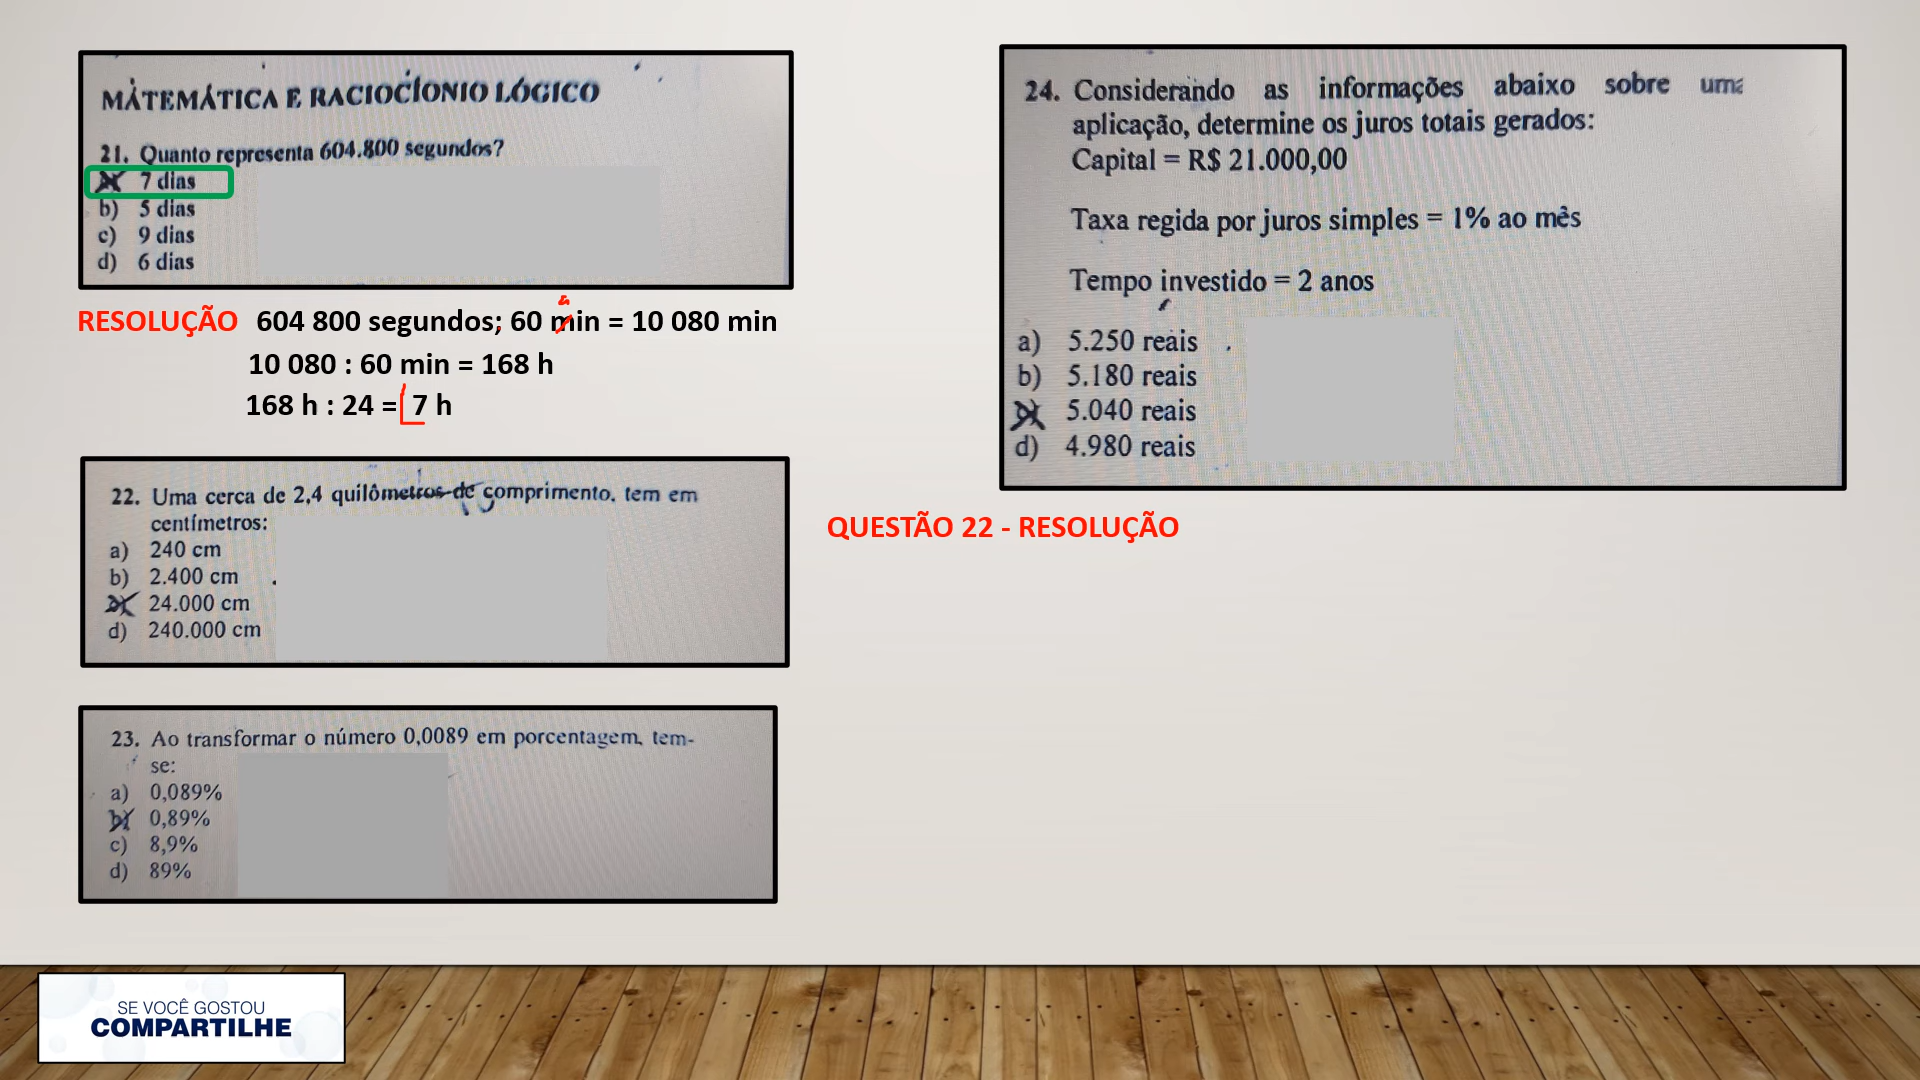 MATEMÁTICA E RACIOCÍONIO LÓGICO
21. Quanto representa 604.800 segundos?
7 dias
b) 5 dias
c) 9 dias
d) 6 dias
RESOLUÇÃO 604 800 segundos; 60 min = 10 080 min
10 080 : 60 min = 168 h
168 h : 24 = 7 h
22. Uma cerca de 2,4 quilômetros de comprimento, tem em
centímetros:
a) 240 cm
b) 2.400 cm
24.000 cm
d) 240.000 cm
23. Ao transformar o número 0,0089 em porcentagem, tem-
se:
a) 0,089%
b) 0,89%
c) 8,9%
d) 89%
24. Considerando as informações abaixo sobre uma
aplicação, determine os juros totais gerados:
Capital = R$ 21.000,00
Taxa regida por juros simples = 1% ao mês
Tempo investido = 2 anos
a) 5.250 reais
b) 5.180 reais
5.040 reais
d) 4.980 reais
QUESTÃO 22 - RESOLUÇÃO
SE VOCÊ GOSTOU
COMPARTILHE